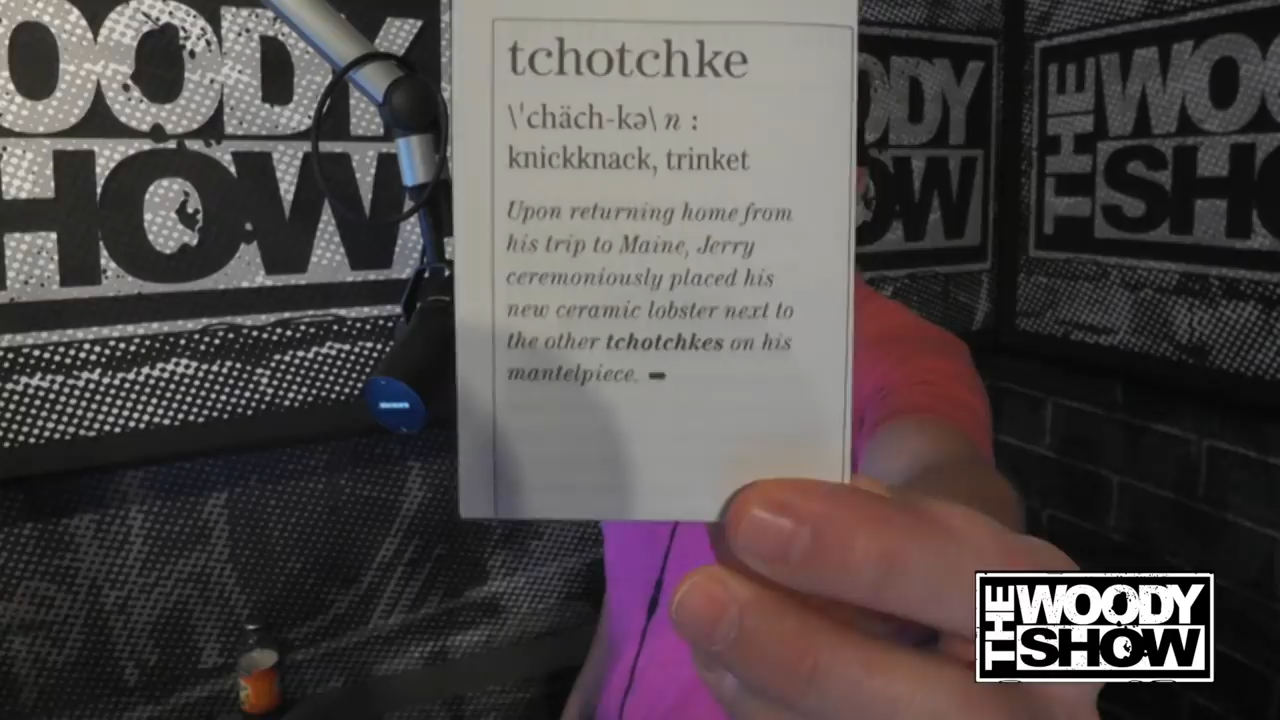 WOODY
SHOW
tchotchke
\ˈchäch-kə\ n :
knickknack, trinket
Upon returning home from
his trip to Maine, Jerry
ceremoniously placed his
new ceramic lobster next to
the other tchotchkes on his
mantelpiece.
THE
WOODY
SHOW
THE
WOODY
SHOW